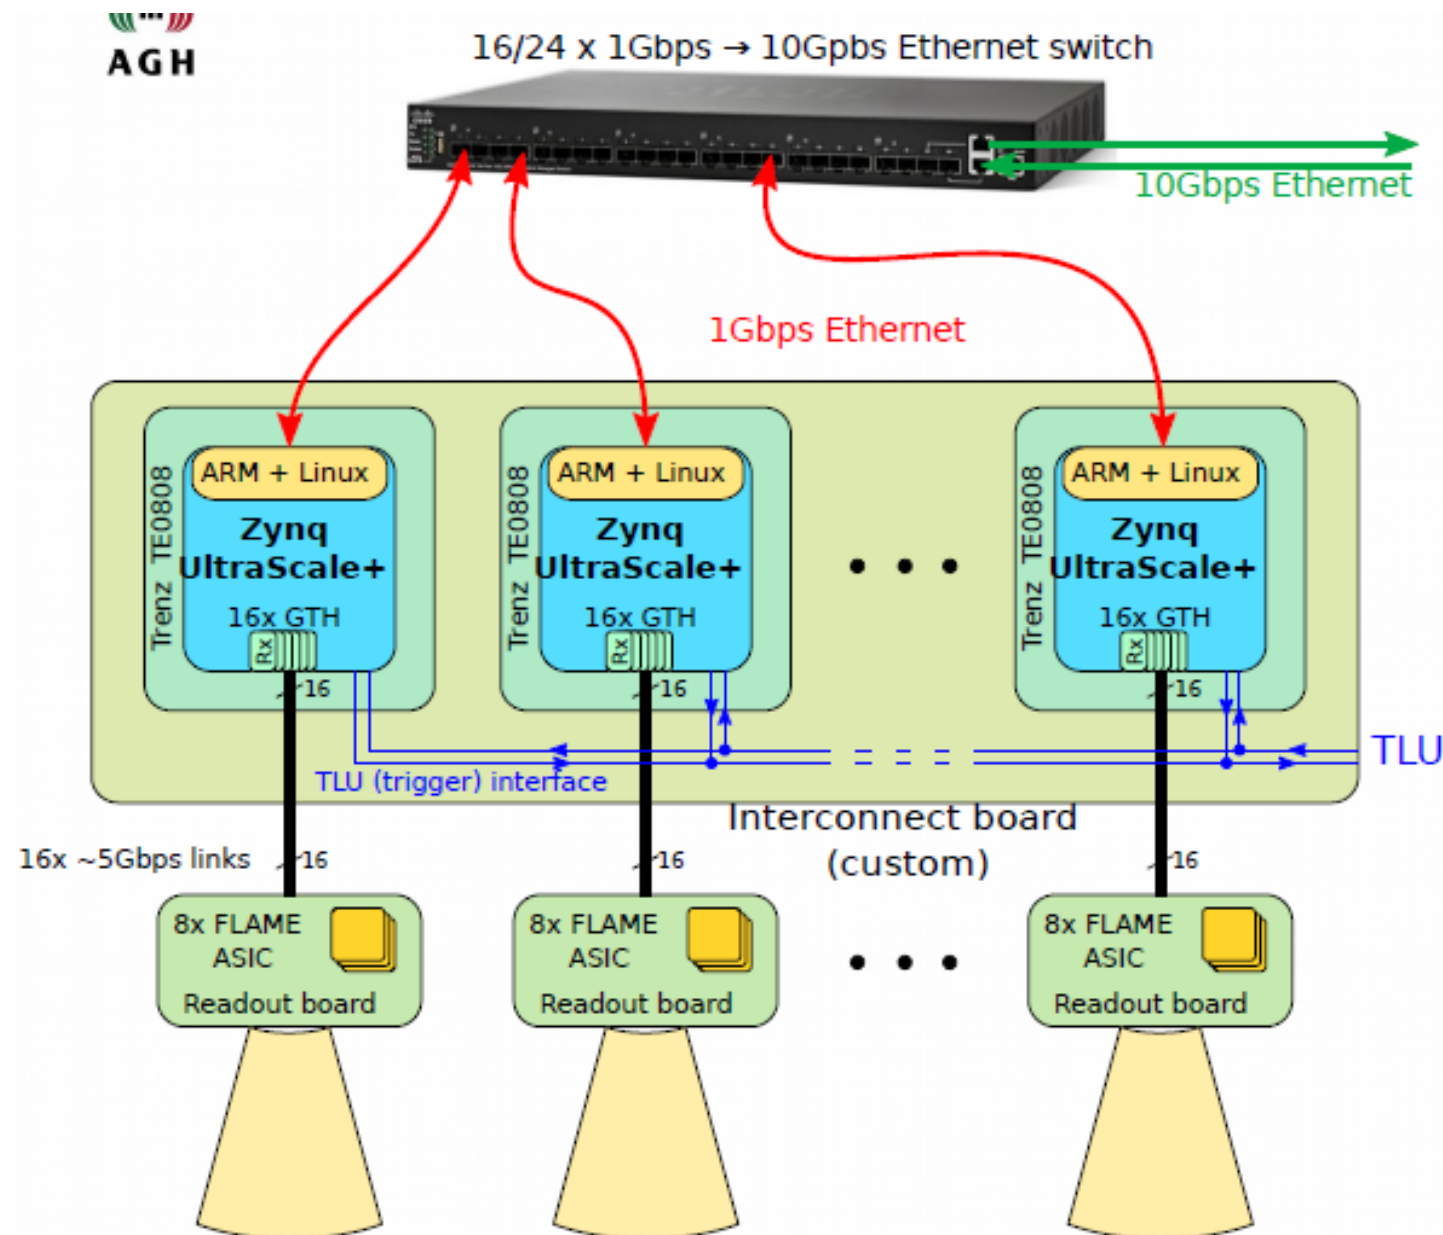 AGH
16/24 x 1Gbps → 10Gpbs Ethernet switch
10Gbps Ethernet
1Gbps Ethernet
ARM + Linux
ARM + Linux
ARM + Linux
Trenz TE0808
Zynq
UltraScale+
Trenz TE0808
Zynq
UltraScale+
Trenz TE0808
Zynq
UltraScale+
16x GTH
16x GTH
16x GTH
Rx
Rx
Rx
16
16
16
TLU
TLU (trigger) interface
Interconnect board
(custom)
16x ~5Gbps links
16
16
16
8x FLAME
ASIC
Readout board
8x FLAME
ASIC
Readout board
8x FLAME
ASIC
Readout board